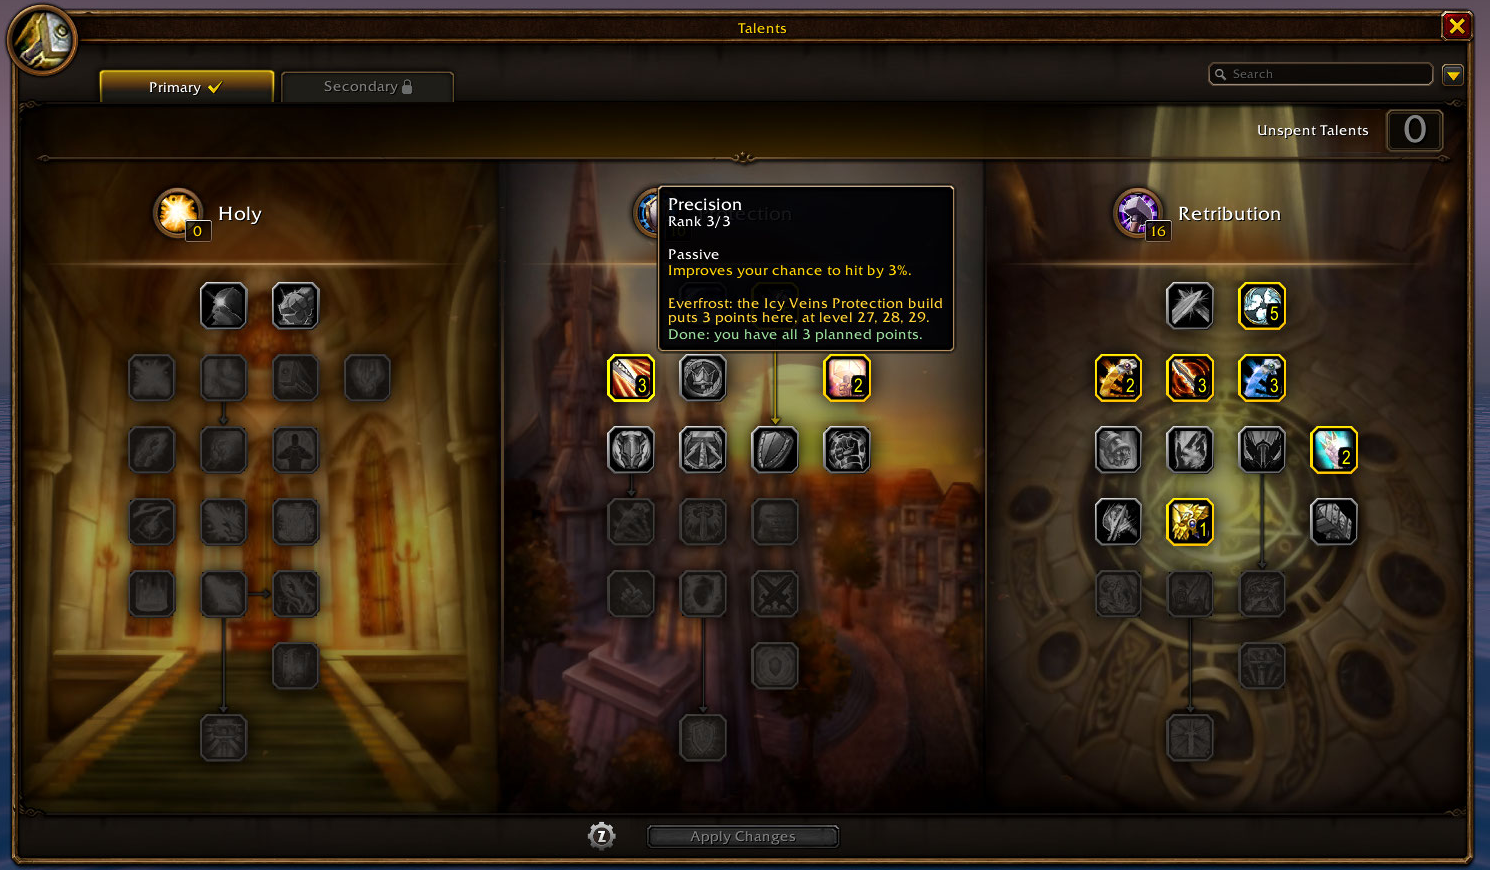 Talents
Primary
Secondary
Search
Unspent Talents
0
0
Holy
Precision
Rank 3/3
Passive
Improves your chance to hit by 3%.
Everfrost: the Icy Veins Protection build
puts 3 points here, at level 27, 28, 29.
Done: you have all 3 planned points.
16
Retribution
5
3
2
2
3
3
2
1
Z
Apply Changes